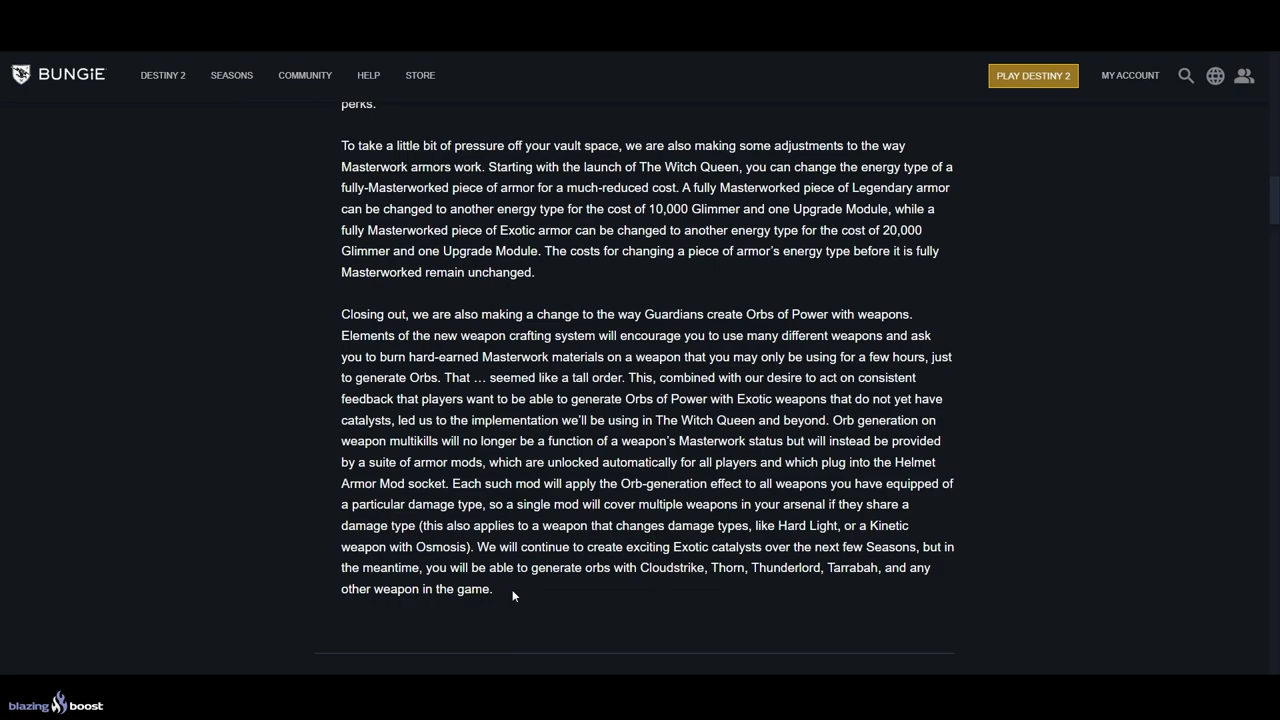 BUNGiE DESTINY 2 SEASONS COMMUNITY HELP STORE PLAY DESTINY 2 MY ACCOUNT
perks.
To take a little bit of pressure off your vault space, we are also making some adjustments to the way
Masterwork armors work. Starting with the launch of The Witch Queen, you can change the energy type of a
fully-Masterworked piece of armor for a much-reduced cost. A fully Masterworked piece of Legendary armor
can be changed to another energy type for the cost of 10,000 Glimmer and one Upgrade Module, while a
fully Masterworked piece of Exotic armor can be changed to another energy type for the cost of 20,000
Glimmer and one Upgrade Module. The costs for changing a piece of armor's energy type before it is fully
Masterworked remain unchanged.
Closing out, we are also making a change to the way Guardians create Orbs of Power with weapons.
Elements of the new weapon crafting system will encourage you to use many different weapons and ask
you to burn hard-earned Masterwork materials on a weapon that you may only be using for a few hours, just
to generate Orbs. That … seemed like a tall order. This, combined with our desire to act on consistent
feedback that players want to be able to generate Orbs of Power with Exotic weapons that do not yet have
catalysts, led us to the implementation we'll be using in The Witch Queen and beyond. Orb generation on
weapon multikills will no longer be a function of a weapon's Masterwork status but will instead be provided
by a suite of armor mods, which are unlocked automatically for all players and which plug into the Helmet
Armor Mod socket. Each such mod will apply the Orb-generation effect to all weapons you have equipped of
a particular damage type, so a single mod will cover multiple weapons in your arsenal if they share a
damage type (this also applies to a weapon that changes damage types, like Hard Light, or a Kinetic
weapon with Osmosis). We will continue to create exciting Exotic catalysts over the next few Seasons, but in
the meantime, you will be able to generate orbs with Cloudstrike, Thorn, Thunderlord, Tarrabah, and any
other weapon in the game.
blazing boost